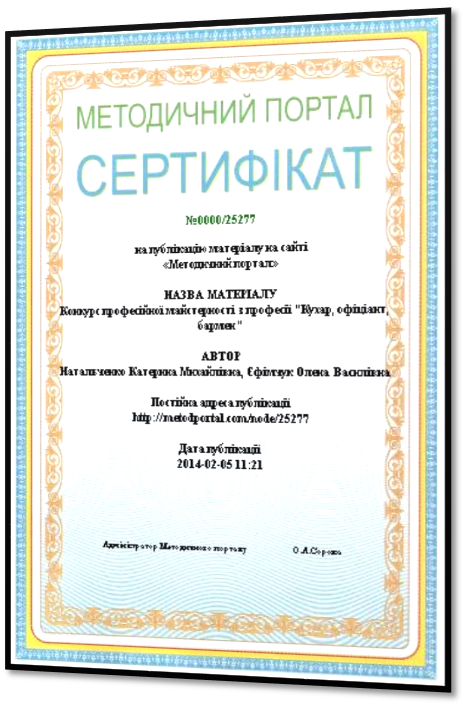 МЕТОДИЧНИЙ ПОРТАЛ
СЕРТИФІКАТ
№0000/25277
на публікацію матеріалу на сайті
«Методичний портал»
НАЗВА МАТЕРІАЛУ
Конкурс професійної майстерності з професії "Кухар, офіціант,
бармен"
АВТОР
Натальченко Катерина Михайлівна, Єфімчук Олена Василівна
Постійна адреса публікації
http://metodportal.com/node/25277
Дата публікації
2014-02-05 11:21
Адміністратор Методичного порталу О.А.Сорока